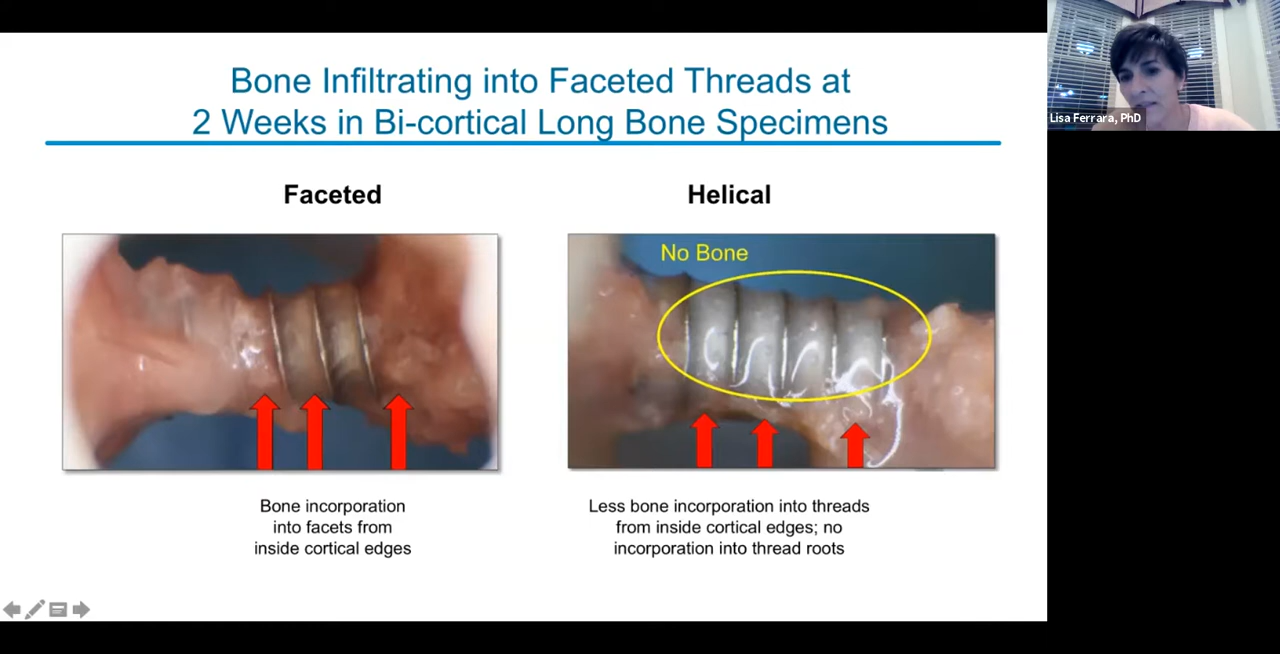 Bone Infiltrating into Faceted Threads at
2 Weeks in Bi-cortical Long Bone Specimens
Faceted
Helical
No Bone
Bone incorporation
into facets from
inside cortical edges
Less bone incorporation into threads
from inside cortical edges; no
incorporation into thread roots
Lisa Ferrara, PhD